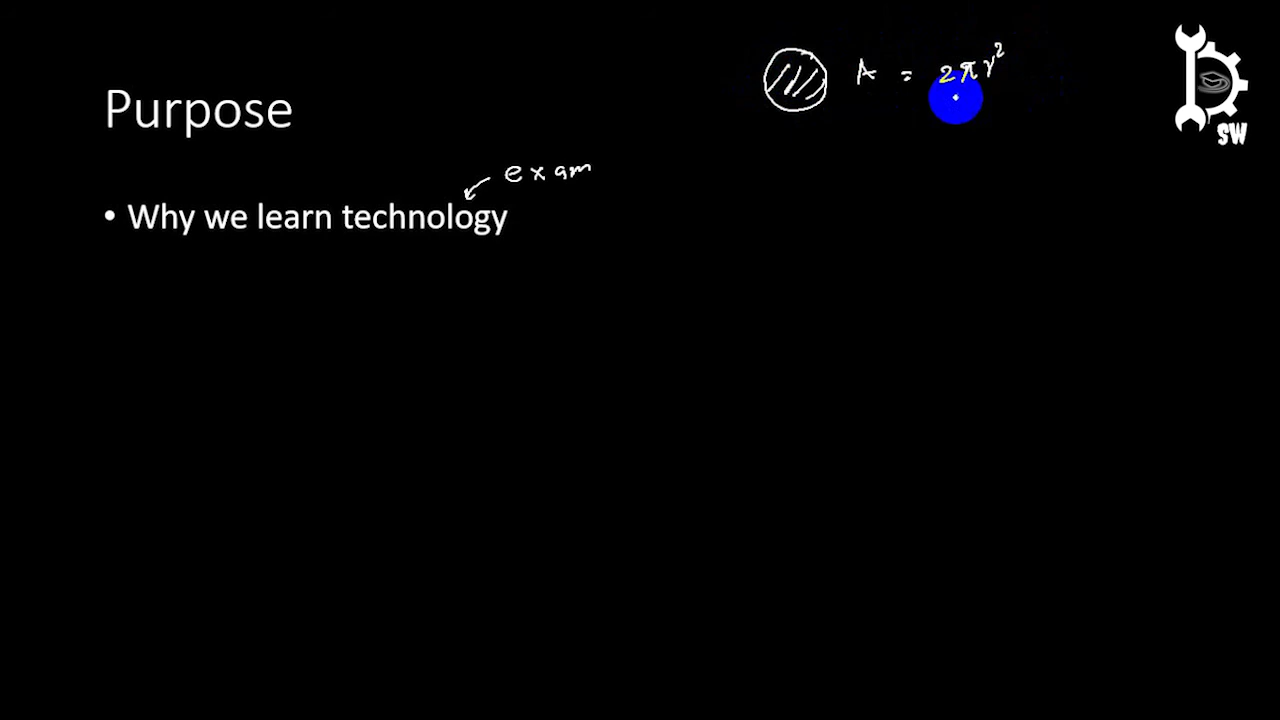 A = 2πr²
Purpose
exam
• Why we learn technology
SW